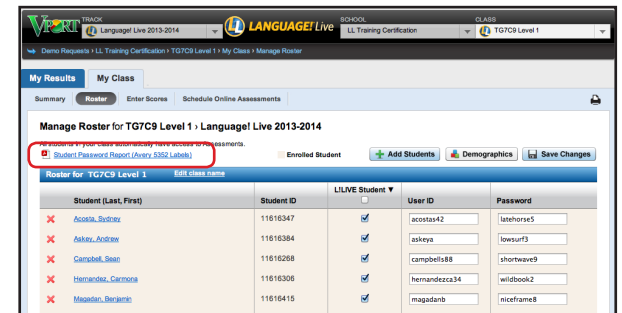 VPORT TRACK Language! Live 2013-2014 LANGUAGE! Live SCHOOL LL Training Certification CLASS TG7C9 Level 1
Demo Requests › LL Training Certification › TG7C9 Level 1 › My Class › Manage Roster
My Results My Class
Summary Roster Enter Scores Schedule Online Assessments
Manage Roster for TG7C9 Level 1 › Language! Live 2013-2014
All students in your class automatically have access to Assessments.
Student Password Report (Avery 5352 Labels) Enrolled Student Add Students Demographics Save Changes
Roster for TG7C9 Level 1 Edit class name
L!LIVE Student ▼
Student (Last, First) Student ID User ID Password
Acosta, Sydney 11616347 acostas42 latehorse5
Askey, Andrew 11616384 askeya lowsurf3
Campbell, Sean 11616268 campbells88 shortwave9
Hernandez, Carmona 11616306 hernandezca34 wildbook2
Magadan, Benjamin 11616415 magadanb niceframe8